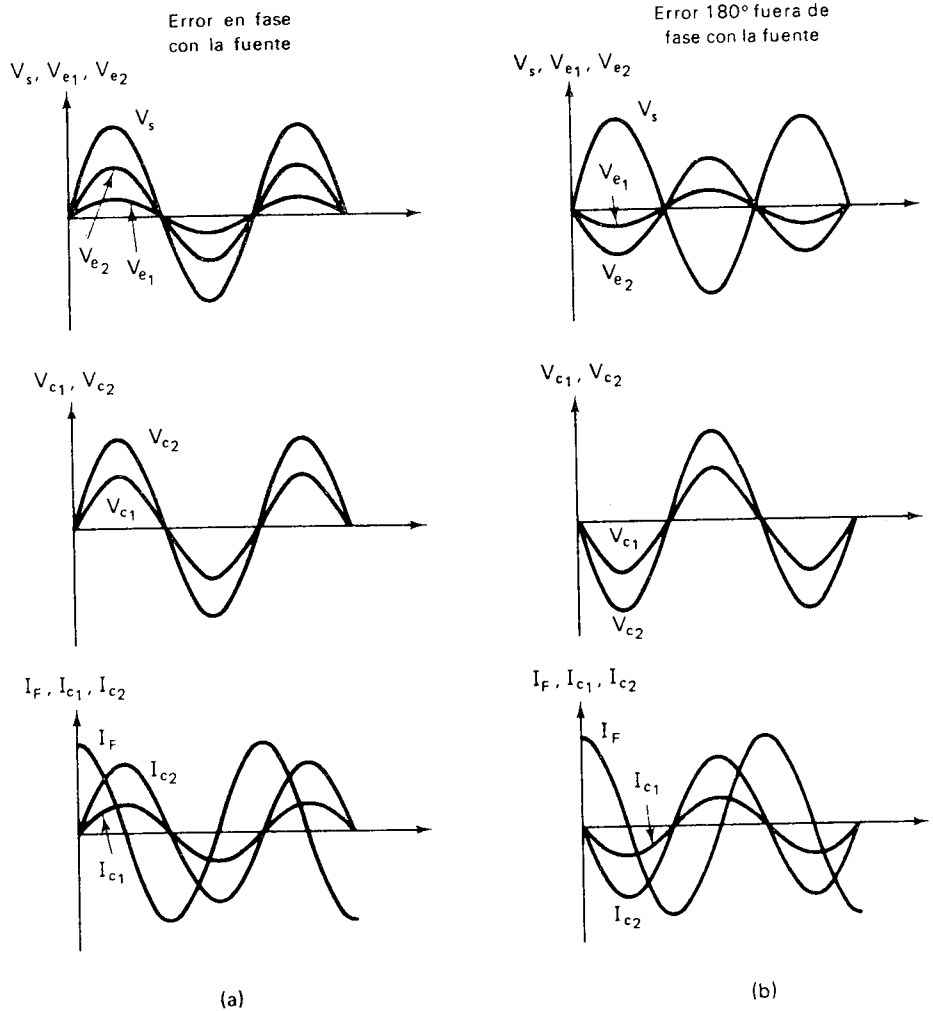 Error en fase
con la fuente
V_s, V_e1, V_e2
V_s
V_e2
V_e1
V_c1, V_c2
V_c2
V_c1
I_F, I_c1, I_c2
I_F
I_c2
I_c1
(a)
Error 180° fuera de
fase con la fuente
V_s, V_e1, V_e2
V_s
V_e1
V_e2
V_c1, V_c2
V_c1
V_c2
I_F, I_c1, I_c2
I_F
I_c1
I_c2
(b)